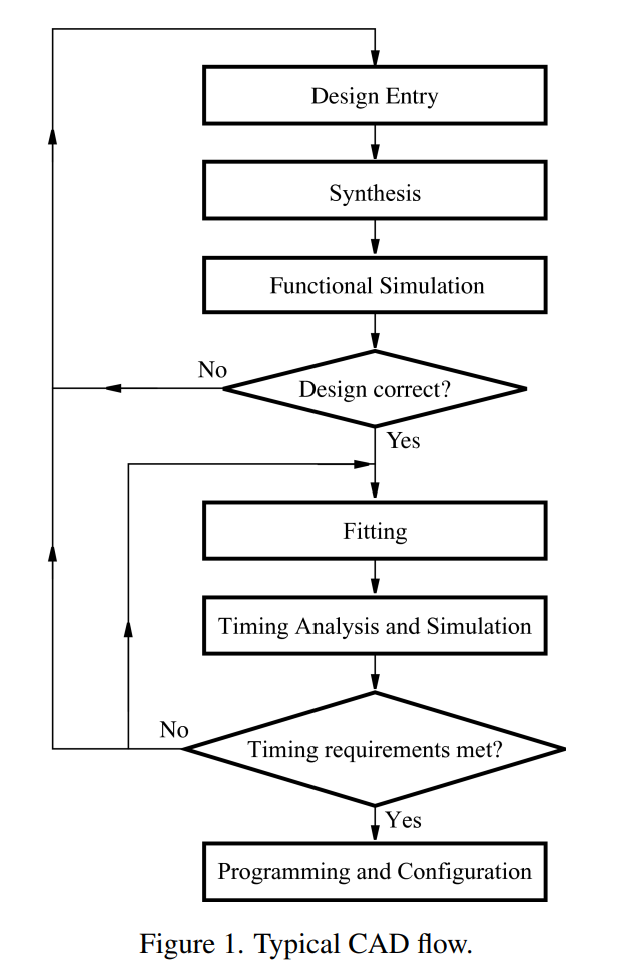 Design Entry
Synthesis
Functional Simulation
No
Design correct?
Yes
Fitting
Timing Analysis and Simulation
No
Timing requirements met?
Yes
Programming and Configuration
Figure 1. Typical CAD flow.